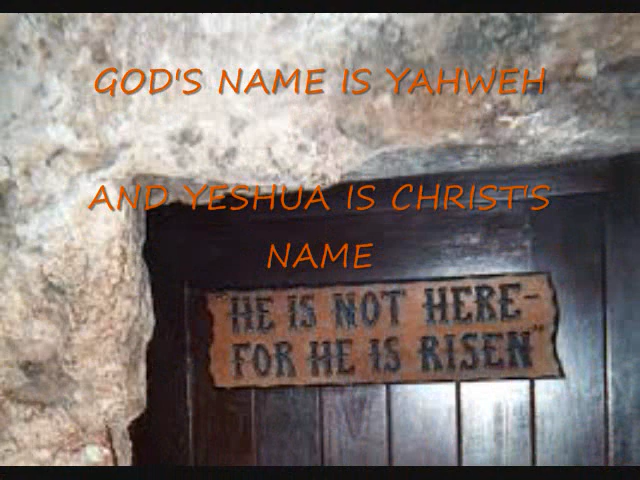 GOD'S NAME IS YAHWEH
AND YESHUA IS CHRIST'S
NAME
"HE IS NOT HERE-
FOR HE IS RISEN"